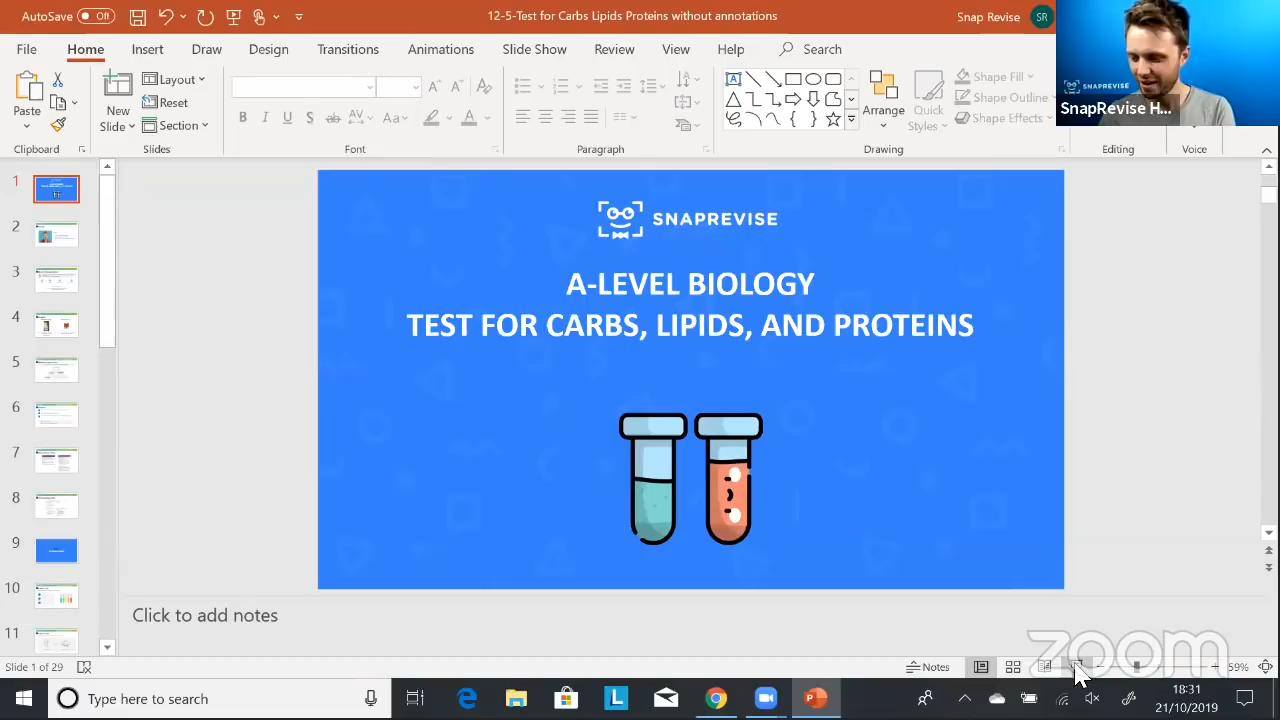 AutoSave Off
12-5-Test for Carbs Lipids Proteins without annotations
Snap Revise SR
File Home Insert Draw Design Transitions Animations Slide Show Review View Help Search
Paste
New
Slide
Layout
Reset
Section
B I U S ab AV Aa A
Arrange
Quick
Styles
Shape Fill
Shape Outline
Shape Effects
SNAPREVISE
SnapRevise H...
Clipboard Slides Font Paragraph Drawing Editing Voice
1
2
3
4
5
6
7
8
9
10
11
SNAPREVISE
A-LEVEL BIOLOGY
TEST FOR CARBS, LIPIDS, AND PROTEINS
Click to add notes
zoom
Slide 1 of 29
Notes
59%
Type here to search
18:31
21/10/2019